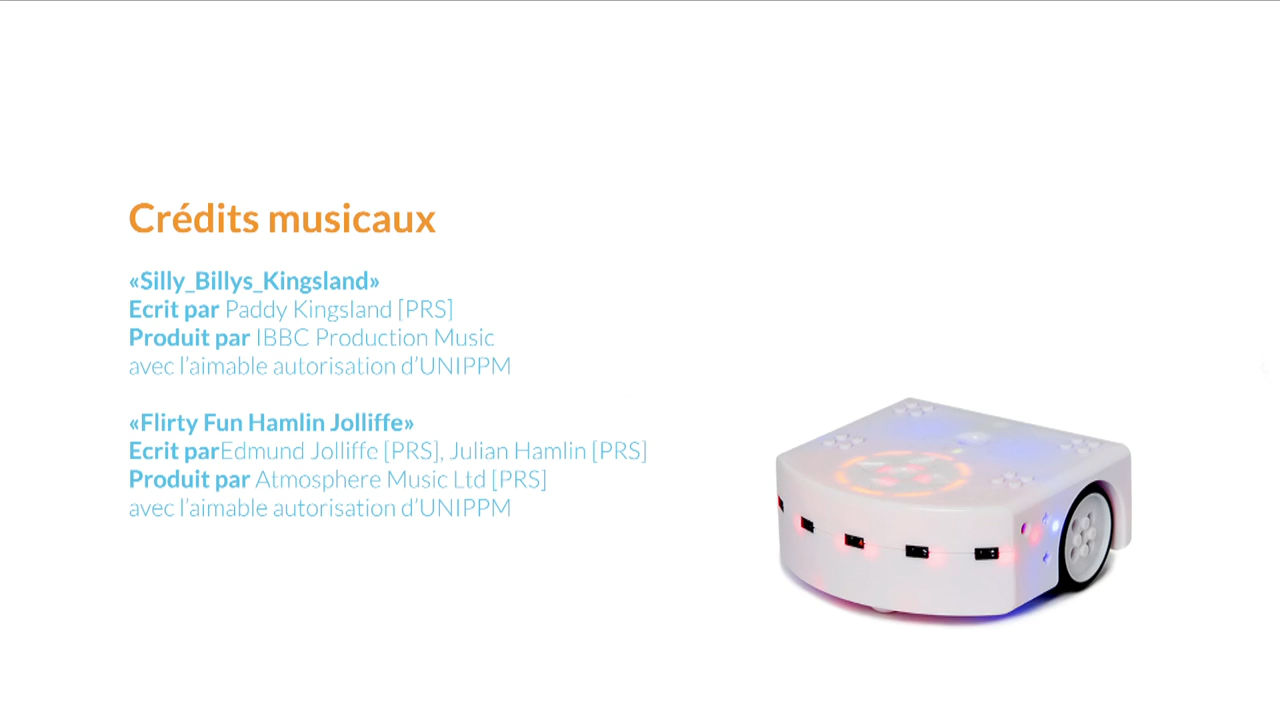 Crédits musicaux
«Silly_Billys_Kingsland»
Ecrit par Paddy Kingsland [PRS]
Produit par IBBC Production Music
avec l’aimable autorisation d’UNIPPM
«Flirty Fun Hamlin Jolliffe»
Ecrit parEdmund Jolliffe [PRS], Julian Hamlin [PRS]
Produit par Atmosphere Music Ltd [PRS]
avec l’aimable autorisation d’UNIPPM